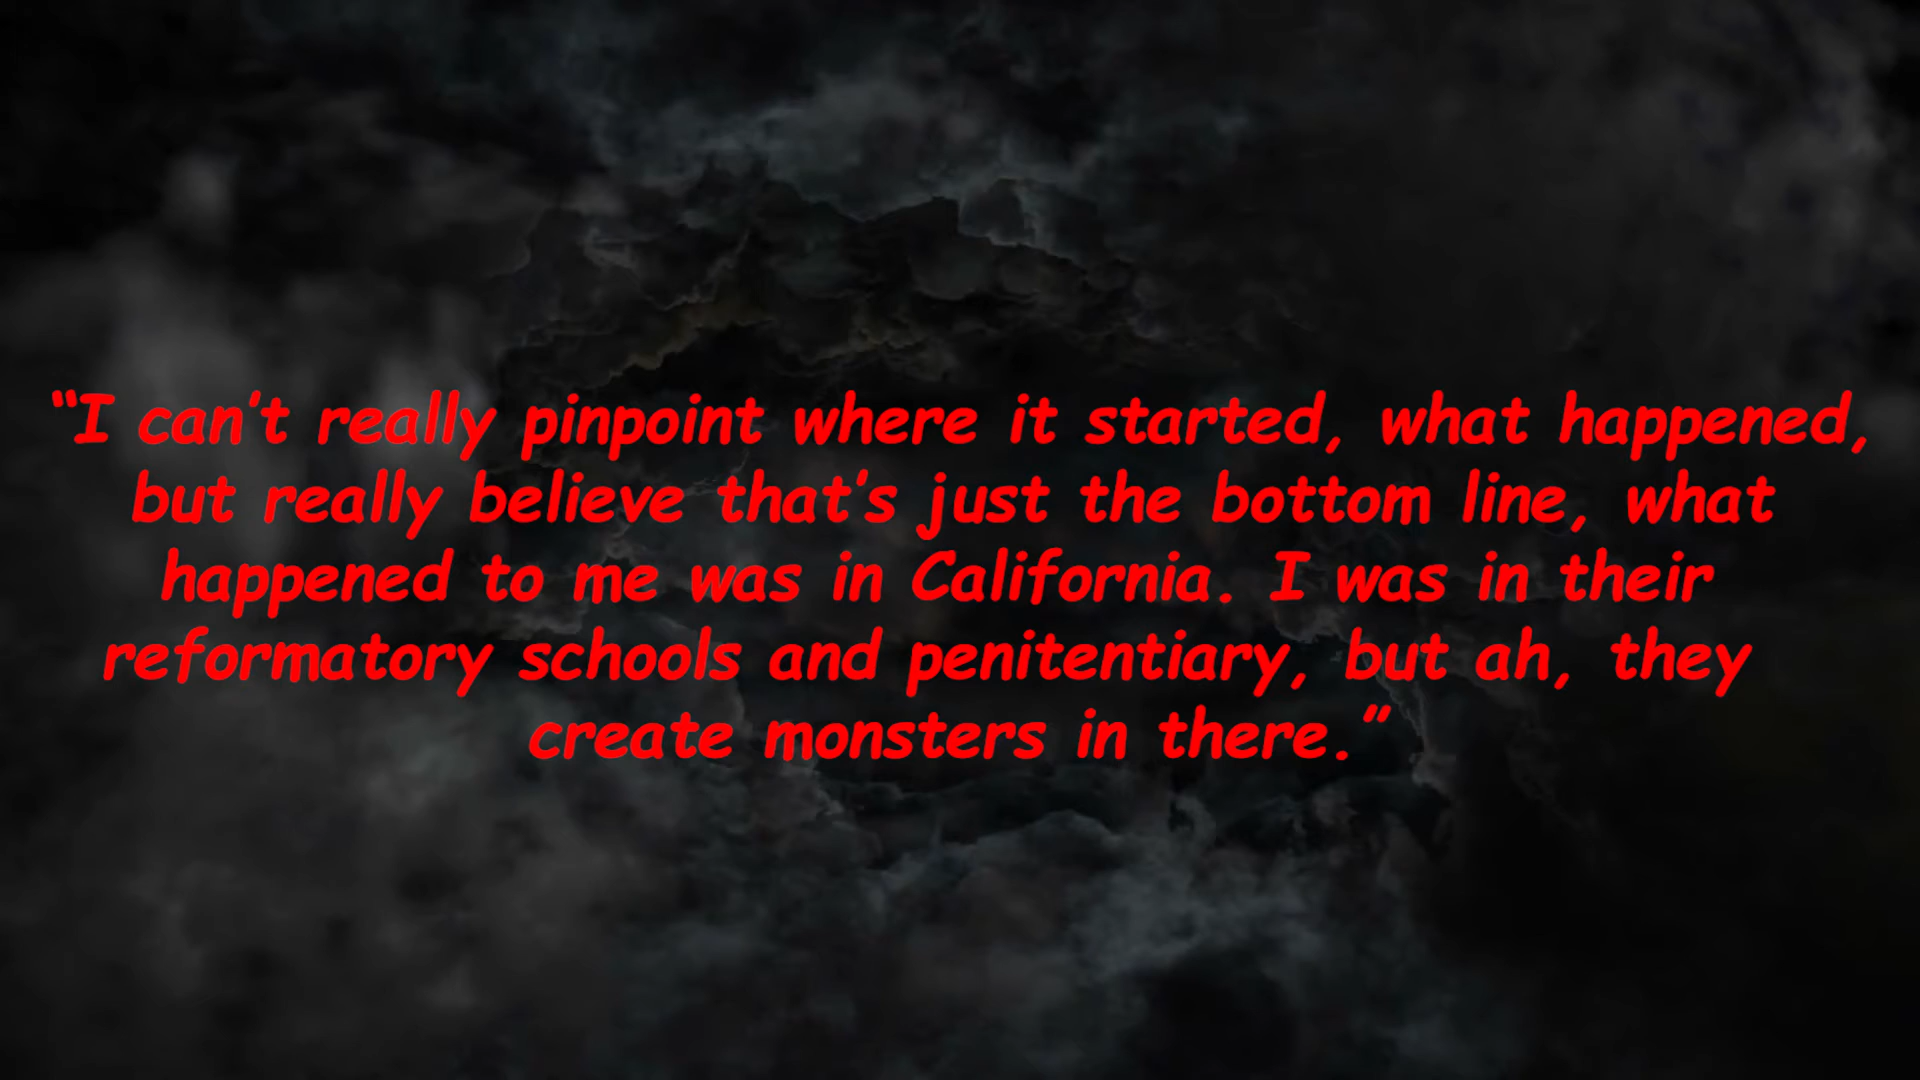 “I can’t really pinpoint where it started, what happened,
but really believe that’s just the bottom line, what
happened to me was in California. I was in their
reformatory schools and penitentiary, but ah, they
create monsters in there.”